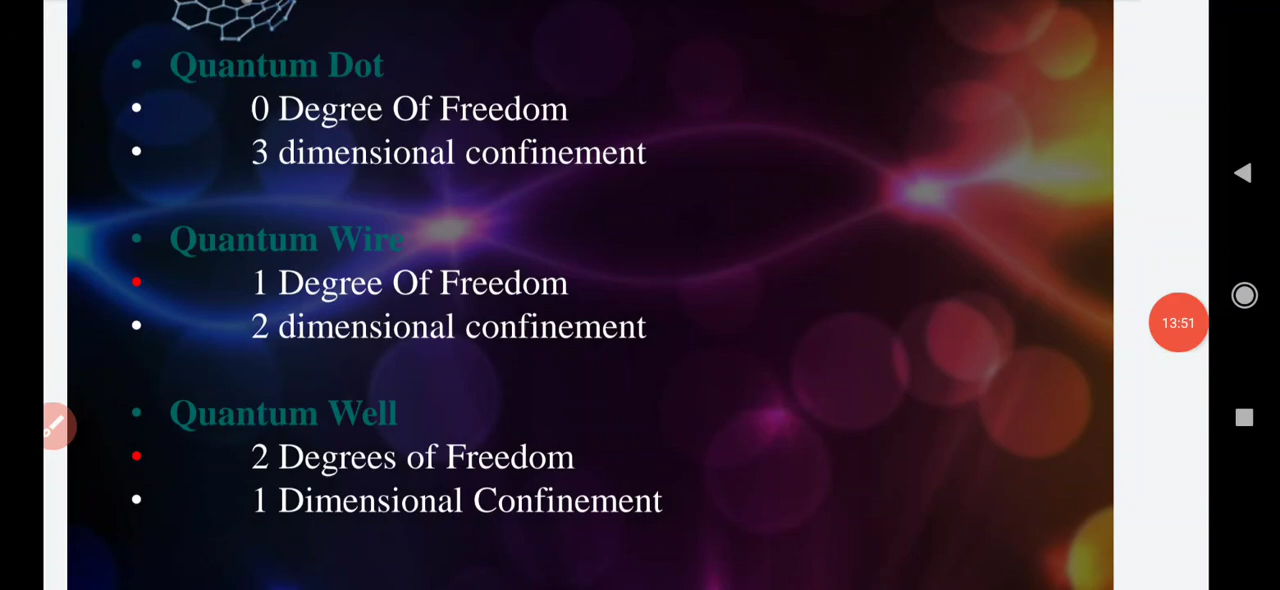 Quantum Dot
0 Degree Of Freedom
3 dimensional confinement
Quantum Wire
1 Degree Of Freedom
2 dimensional confinement
13:51
Quantum Well
2 Degrees of Freedom
1 Dimensional Confinement